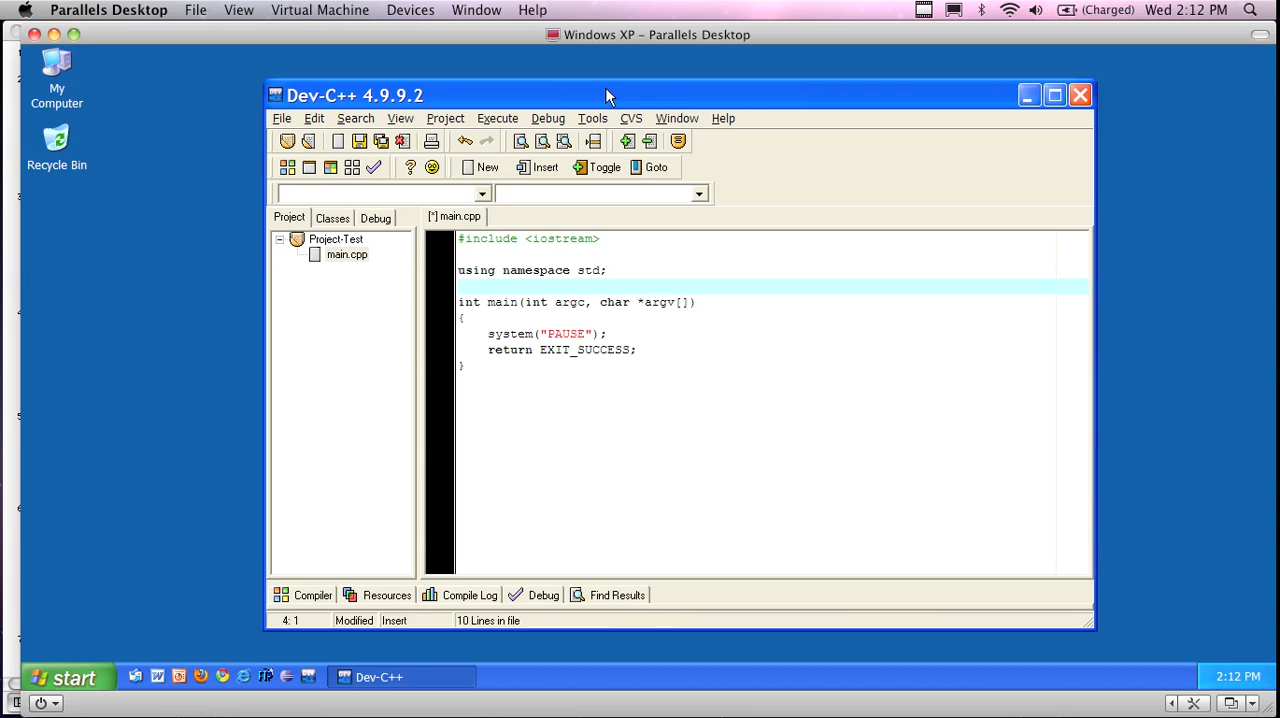 Parallels Desktop File View Virtual Machine Devices Window Help (Charged) Wed 2:12 PM
Windows XP - Parallels Desktop
My Computer
Recycle Bin
Dev-C++ 4.9.9.2
File Edit Search View Project Execute Debug Tools CVS Window Help
New Insert Toggle Goto
Project Classes Debug
[*] main.cpp
Project-Test
main.cpp
#include <iostream>
using namespace std;
int main(int argc, char *argv[])
{
system("PAUSE");
return EXIT_SUCCESS;
}
Compiler Resources Compile Log Debug Find Results
4: 1 Modified Insert 10 Lines in file
start Dev-C++ 2:12 PM